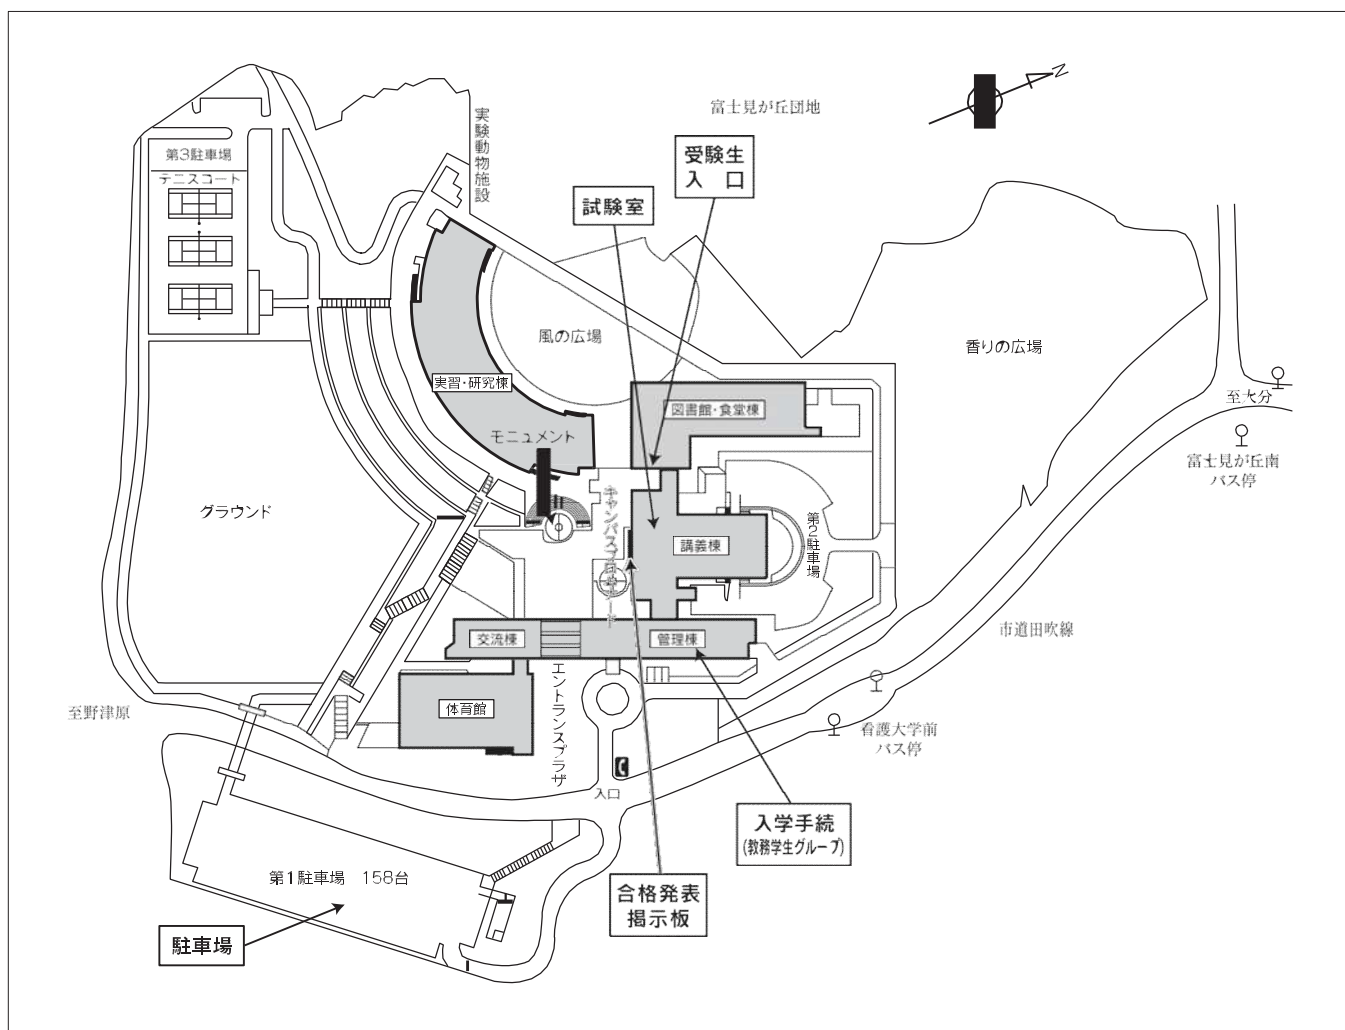 N
富士見が丘団地
実験動物施設
受験生
入口
第3駐車場
テニスコート
試験室
風の広場
香りの広場
実習・研究棟
至大分
図書館・食堂棟
モニュメント
富士見が丘南
バス停
キャンパスプロムナード
グラウンド
講義棟
第2駐車場
市道田吹線
交流棟
管理棟
エントランスプラザ
体育館
至野津原
看護大学前
バス停
入口
入学手続
(教務学生グループ)
第1駐車場 158台
合格発表
掲示板
駐車場